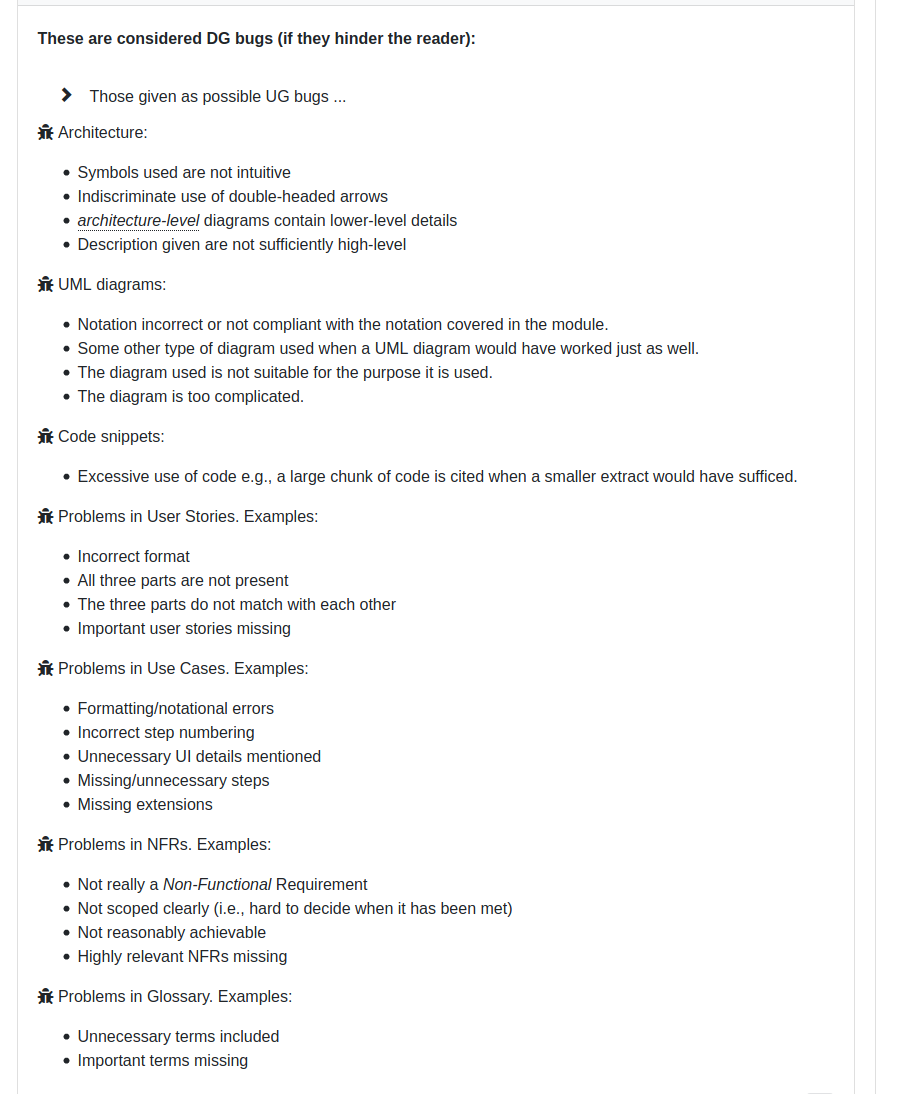 These are considered DG bugs (if they hinder the reader):
Those given as possible UG bugs ...
Architecture:
Symbols used are not intuitive
Indiscriminate use of double-headed arrows
architecture-level diagrams contain lower-level details
Description given are not sufficiently high-level
UML diagrams:
Notation incorrect or not compliant with the notation covered in the module.
Some other type of diagram used when a UML diagram would have worked just as well.
The diagram used is not suitable for the purpose it is used.
The diagram is too complicated.
Code snippets:
Excessive use of code e.g., a large chunk of code is cited when a smaller extract would have sufficed.
Problems in User Stories. Examples:
Incorrect format
All three parts are not present
The three parts do not match with each other
Important user stories missing
Problems in Use Cases. Examples:
Formatting/notational errors
Incorrect step numbering
Unnecessary UI details mentioned
Missing/unnecessary steps
Missing extensions
Problems in NFRs. Examples:
Not really a Non-Functional Requirement
Not scoped clearly (i.e., hard to decide when it has been met)
Not reasonably achievable
Highly relevant NFRs missing
Problems in Glossary. Examples:
Unnecessary terms included
Important terms missing